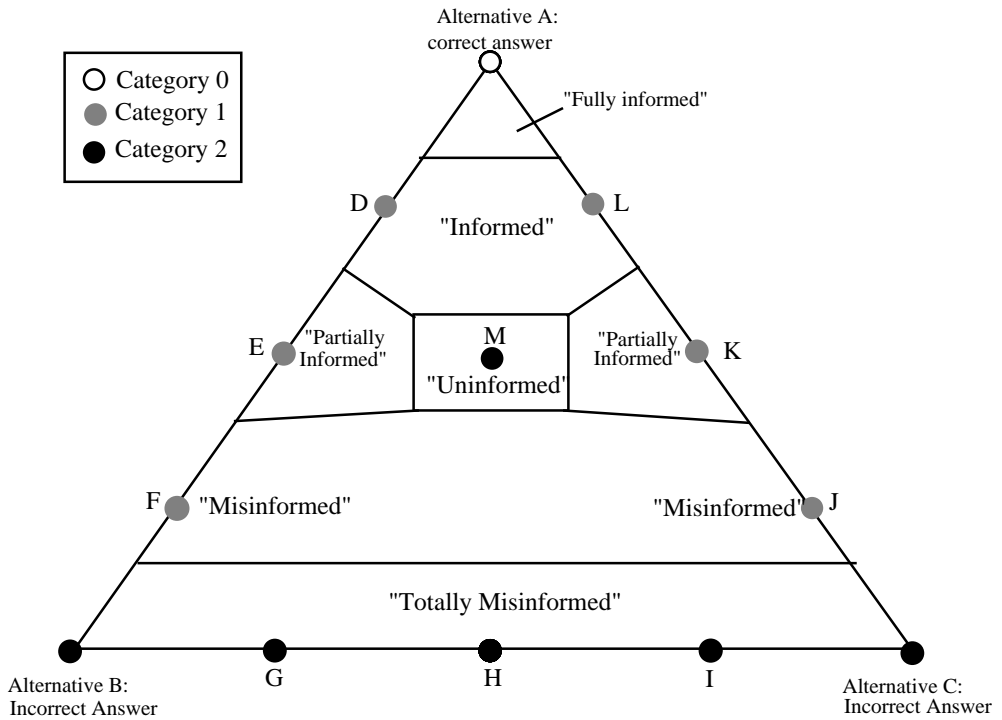 Alternative A:
correct answer
Category 0
Category 1
Category 2
"Fully informed"
D
L
"Informed"
E
"Partially
Informed"
M
"Uninformed"
"Partially
Informed"
K
F
"Misinformed"
"Misinformed"
J
"Totally Misinformed"
G
H
I
Alternative B:
Incorrect Answer
Alternative C:
Incorrect Answer